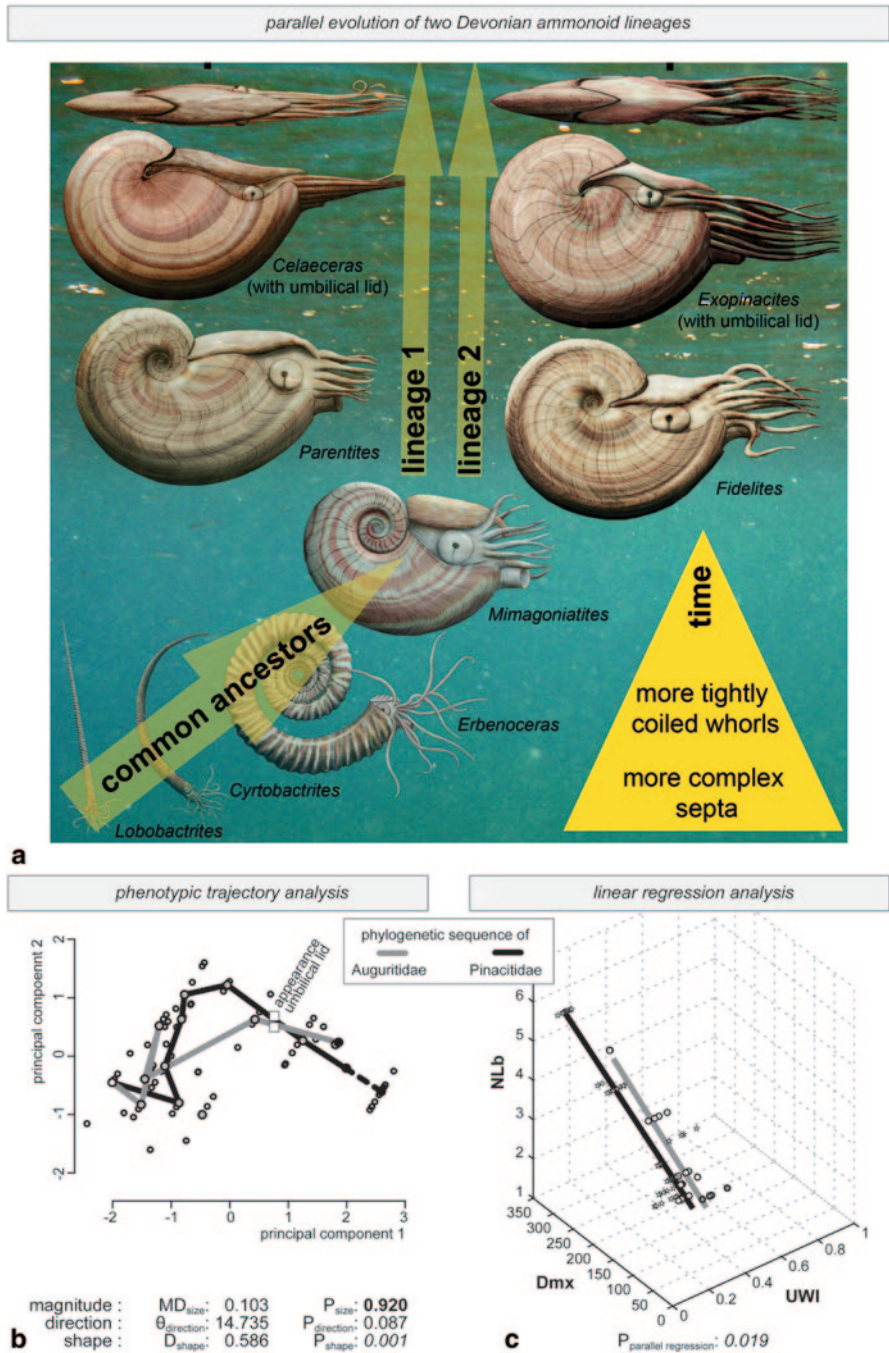 parallel evolution of two Devonian ammonoid lineages
Celaeceras
(with umbilical lid)
Exopinacites
(with umbilical lid)
lineage 1
lineage 2
Parentites
Fidelites
Mimagoniatites
common ancestors
Erbenoceras
Cyrtobactrites
Lobobactrites
time
more tightly
coiled whorls
more complex
septa
a
phenotypic trajectory analysis
linear regression analysis
phylogenetic sequence of
Auguritidae
Pinacitidae
principal compoennt 2
2
1
0
-1
-2
appearance
umbilical lid
-2
-1
0
1
2
3
principal component 1
NLb
6
5
4
3
2
1
350
300
250
200
150
100
50
0
Dmx
0
0.2
0.4
0.6
0.8
1
UWI
magnitude : MDsize: 0.103 Psize: 0.920
direction : θdirection: 14.735 Pdirection: 0.087
shape : Dshape: 0.586 Pshape: 0.001
b
c
Pparallel regression: 0.019